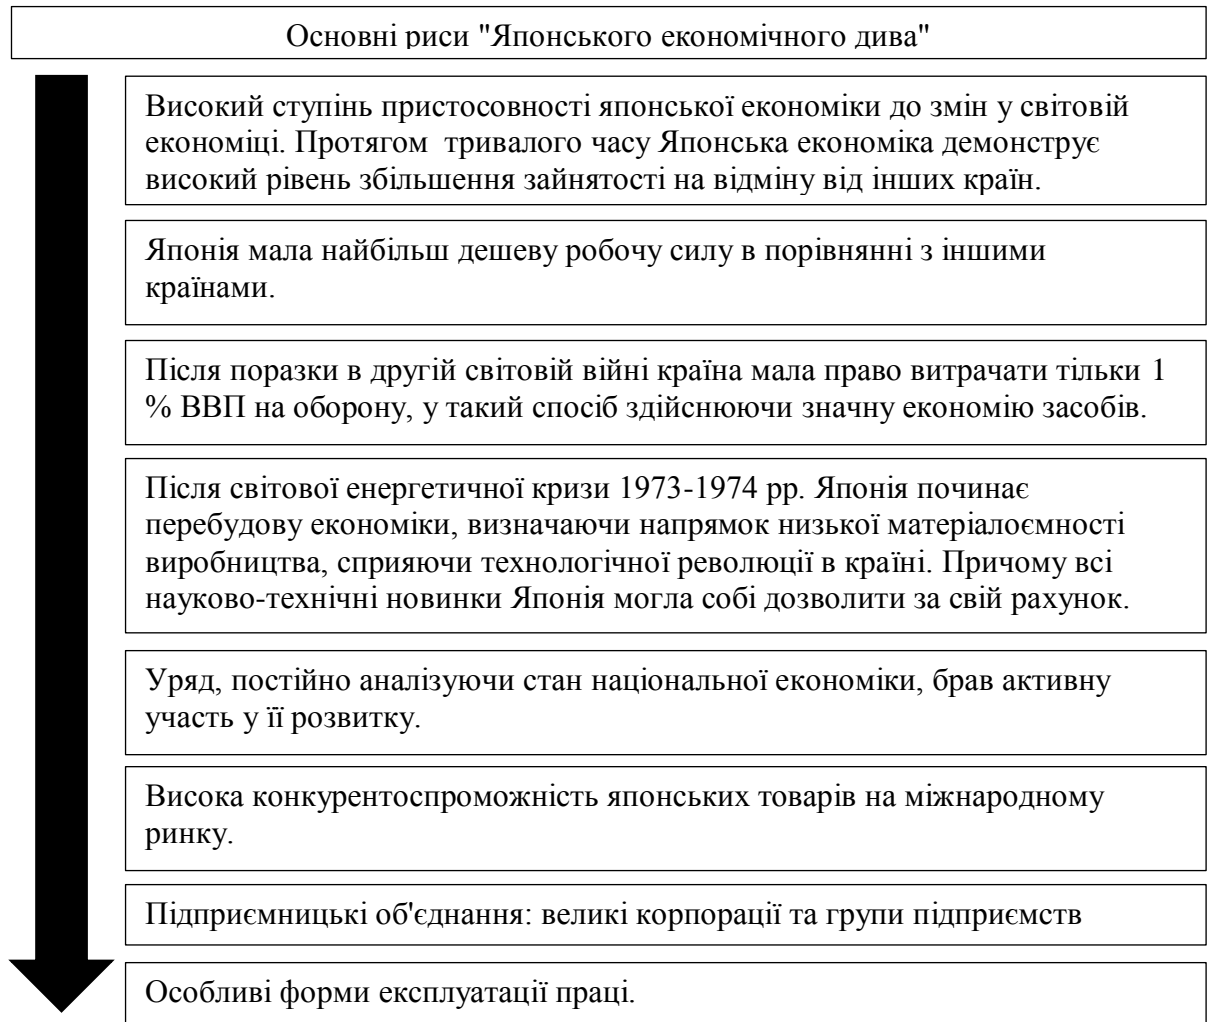 Основні риси "Японського економічного дива"
Високий ступінь пристосовності японської економіки до змін у світовій
економіці. Протягом  тривалого часу Японська економіка демонструє
високий рівень збільшення зайнятості на відміну від інших країн.
Японія мала найбільш дешеву робочу силу в порівнянні з іншими
країнами.
Після поразки в другій світовій війні країна мала право витрачати тільки 1
% ВВП на оборону, у такий спосіб здійснюючи значну економію засобів.
Після світової енергетичної кризи 1973-1974 рр. Японія починає
перебудову економіки, визначаючи напрямок низької матеріалоємності
виробництва, сприяючи технологічної революції в країні. Причому всі
науково-технічні новинки Японія могла собі дозволити за свій рахунок.
Уряд, постійно аналізуючи стан національної економіки, брав активну
участь у її розвитку.
Висока конкурентоспроможність японських товарів на міжнародному
ринку.
Підприємницькі об'єднання: великі корпорації та групи підприємств
Особливі форми експлуатації праці.